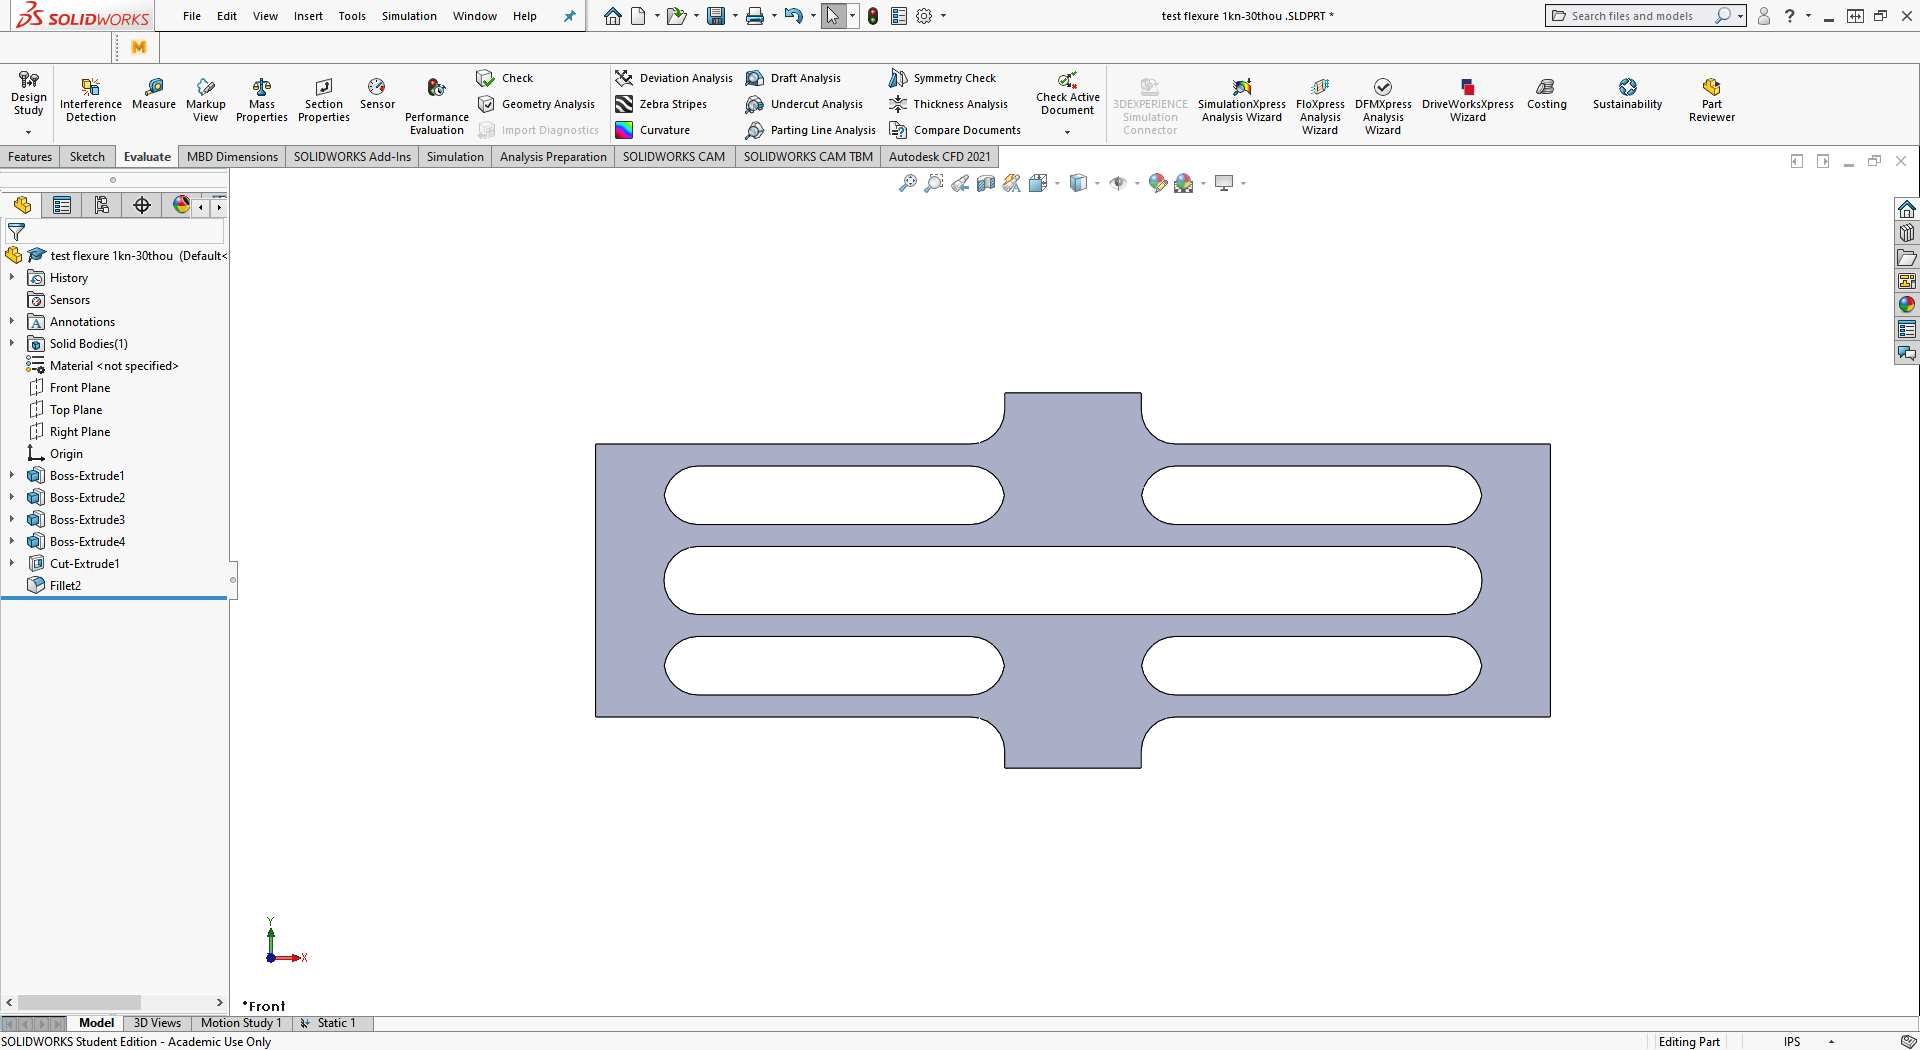 SOLIDWORKS File Edit View Insert Tools Simulation Window Help test flexure 1kn-30thou .SLDPRT * Search files and models ?
M
Design Study
Interference Detection
Measure
Markup View
Mass Properties
Section Properties
Sensor
Performance Evaluation
Check
Geometry Analysis
Import Diagnostics
Deviation Analysis
Zebra Stripes
Curvature
Draft Analysis
Undercut Analysis
Parting Line Analysis
Symmetry Check
Thickness Analysis
Compare Documents
Check Active Document
3DEXPERIENCE Simulation Connector
SimulationXpress Analysis Wizard
FloXpress Analysis Wizard
DFMXpress Analysis Wizard
DriveWorksXpress Wizard
Costing
Sustainability
Part Reviewer
Features Sketch Evaluate MBD Dimensions SOLIDWORKS Add-Ins Simulation Analysis Preparation SOLIDWORKS CAM SOLIDWORKS CAM TBM Autodesk CFD 2021
test flexure 1kn-30thou (Default<
History
Sensors
Annotations
Solid Bodies(1)
Material <not specified>
Front Plane
Top Plane
Right Plane
Origin
Boss-Extrude1
Boss-Extrude2
Boss-Extrude3
Boss-Extrude4
Cut-Extrude1
Fillet2
Y
X
*Front
Model 3D Views Motion Study 1 Static 1
SOLIDWORKS Student Edition - Academic Use Only Editing Part IPS